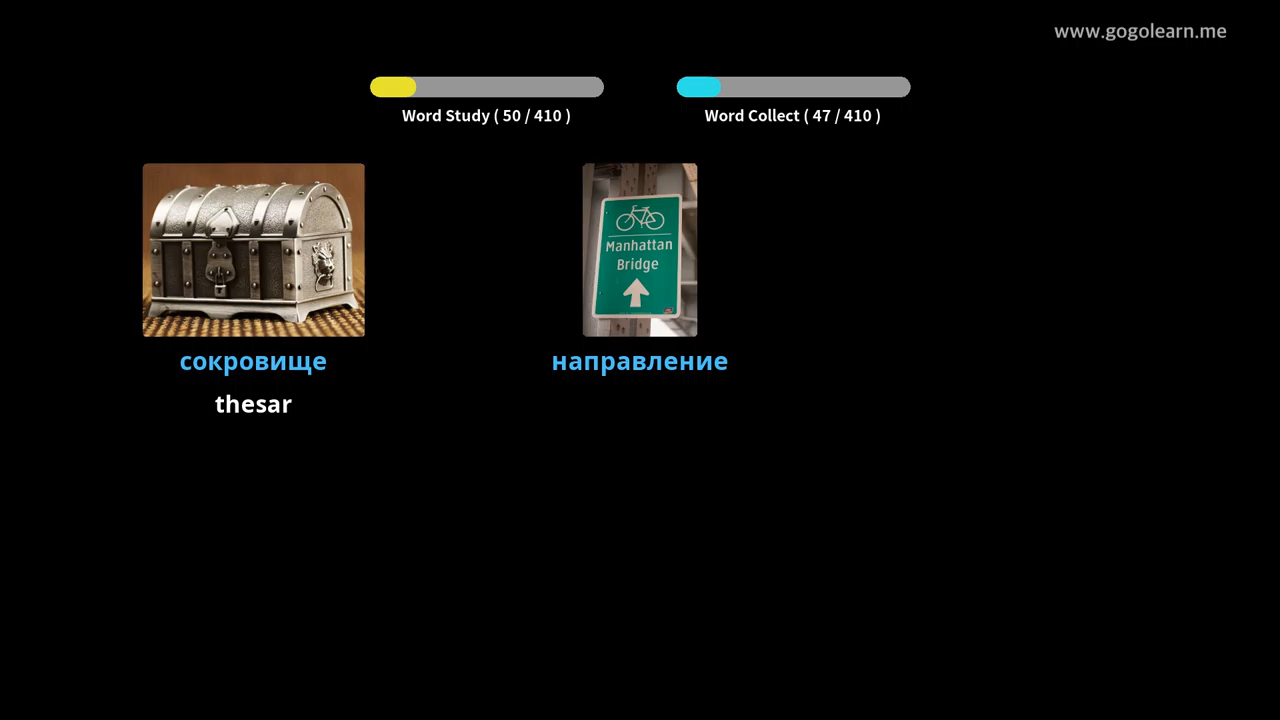 www.gogolearn.me
Word Study ( 50 / 410 )
Word Collect ( 47 / 410 )
Manhattan
Bridge
сокровище
направление
thesar